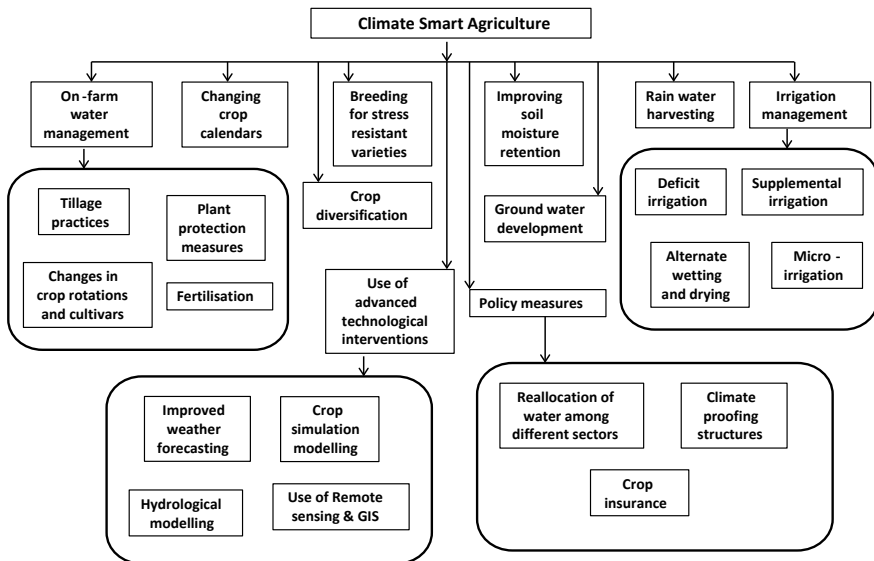 Climate Smart Agriculture
On -farm
water
management
Changing
crop
calendars
Breeding
for stress
resistant
varieties
Improving
soil
moisture
retention
Rain water
harvesting
Irrigation
management
Crop
diversification
Ground water
development
Tillage
practices
Plant
protection
measures
Changes in
crop rotations
and cultivars
Fertilisation
Deficit
irrigation
Supplemental
irrigation
Alternate
wetting
and drying
Micro -
irrigation
Use of
advanced
technological
interventions
Policy measures
Improved
weather
forecasting
Crop
simulation
modelling
Hydrological
modelling
Use of Remote
sensing & GIS
Reallocation of
water among
different sectors
Climate
proofing
structures
Crop
insurance